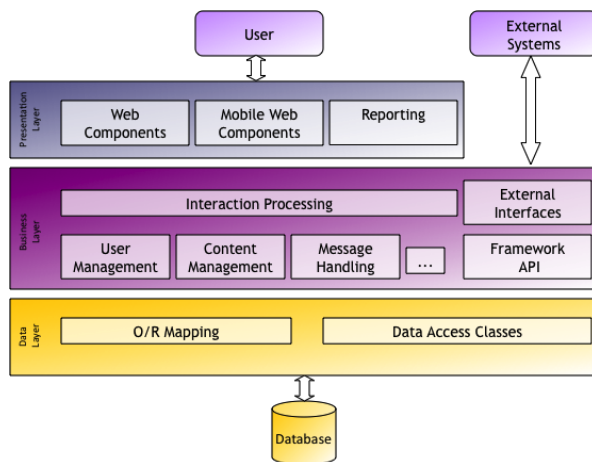 User
External
Systems
Presentation
Layer
Web
Components
Mobile Web
Components
Reporting
Business
Layer
Interaction Processing
External
Interfaces
User
Management
Content
Management
Message
Handling
...
Framework
API
Data
Layer
O/R Mapping
Data Access Classes
Database